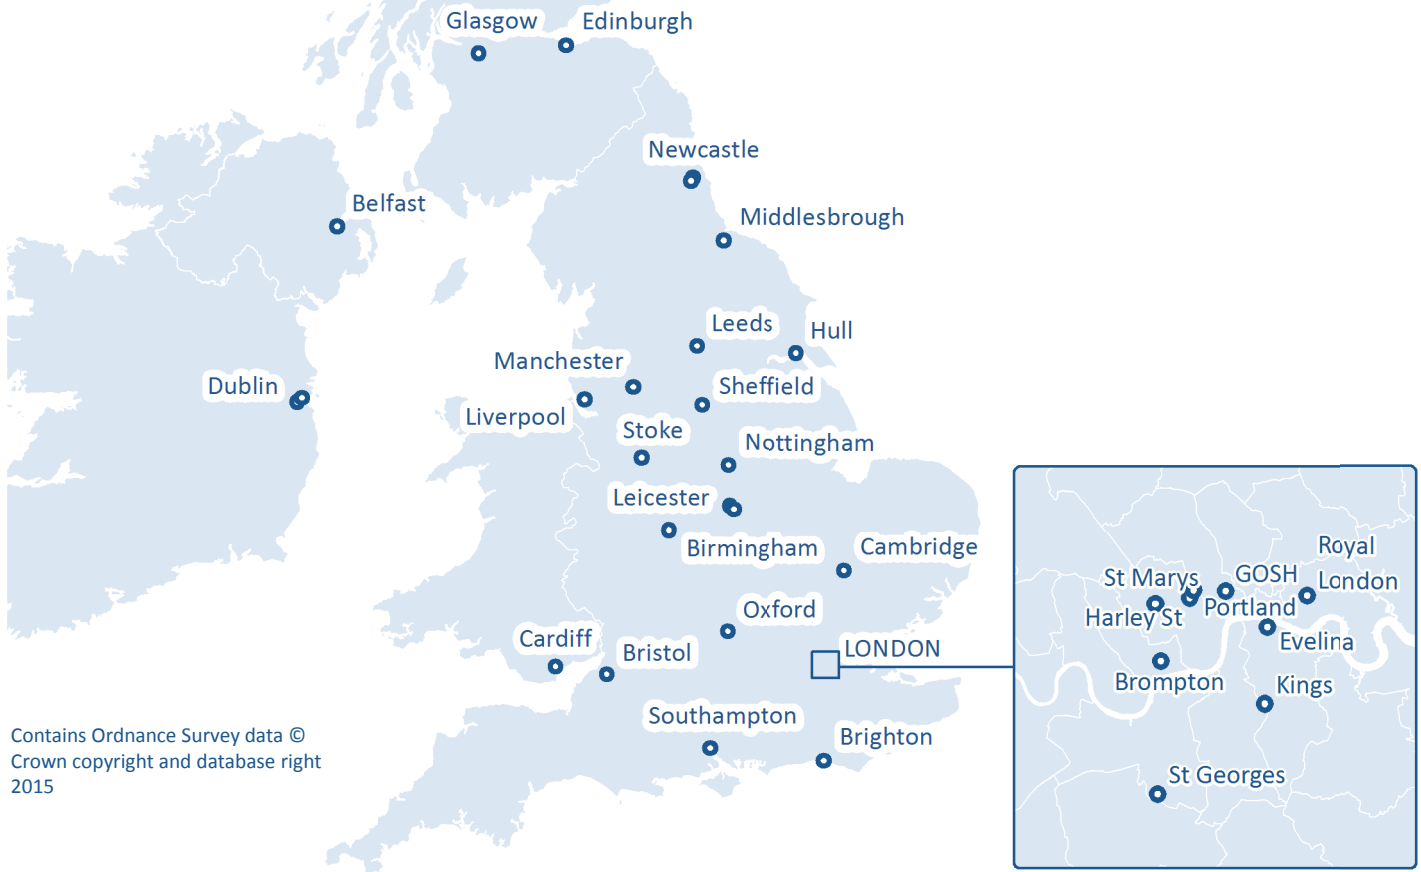 Glasgow
Edinburgh
Newcastle
Belfast
Middlesbrough
Leeds
Hull
Manchester
Dublin
Sheffield
Liverpool
Stoke
Nottingham
Leicester
Birmingham
Cambridge
Oxford
Cardiff
Bristol
LONDON
Southampton
Brighton
Royal
London
St Marys
GOSH
Harley St
Portland
Evelina
Brompton
Kings
St Georges
Contains Ordnance Survey data ©
Crown copyright and database right
2015